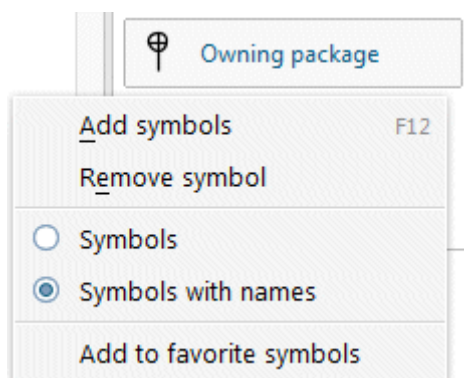 Owning package
Add symbols F12
Remove symbol
Symbols
Symbols with names
Add to favorite symbols